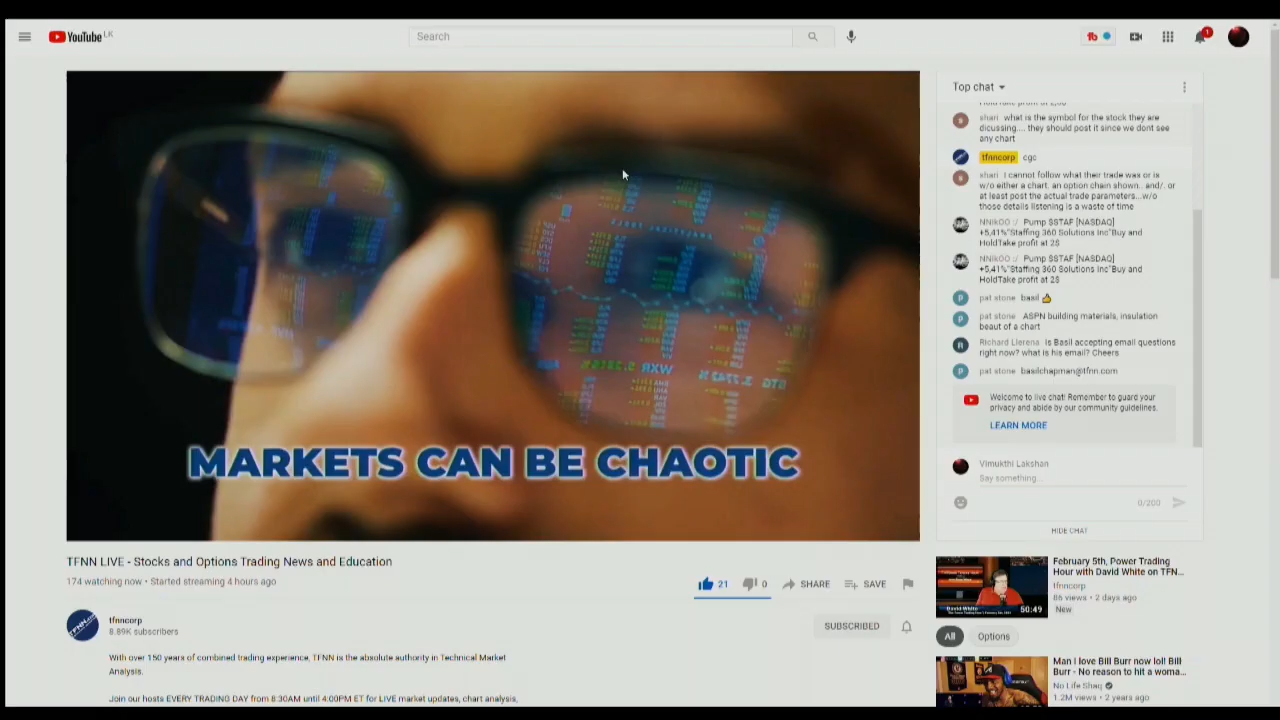 YouTube LK
Search
1
MARKETS CAN BE CHAOTIC
TFNN LIVE - Stocks and Options Trading News and Education
174 watching now • Started streaming 4 hours ago
21
0
SHARE
SAVE
tfnncorp
8.89K subscribers
SUBSCRIBED
With over 150 years of combined trading experience, TFNN is the absolute authority in Technical Market
Analysis.
Join our hosts EVERY TRADING DAY from 8:30AM until 4:00PM ET for LIVE market updates, chart analysis,
Top chat
shari what is the symbol for the stock they are
dicussing.... they should post it since we dont see
any chart
tfnncorp cgc
shari I cannot follow what their trade was or is
w/o either a chart, an option chain shown.. and/. or
at least post the actual trade parameters...w/o
those details listening is a waste of time
NNIkOO :/ Pump $STAF [NASDAQ]
+5,41%"Staffing 360 Solutions Inc"Buy and
HoldTake profit at 2$
NNIkOO :/ Pump $STAF [NASDAQ]
+5,41%"Staffing 360 Solutions Inc"Buy and
HoldTake profit at 2$
pat stone basil 👍
pat stone ASPN building materials, insulation
beaut of a chart
Richard Llerena Is Basil accepting email questions
right now? what is his email? Cheers
pat stone basilchapman@tfnn.com
Welcome to live chat! Remember to guard your
privacy and abide by our community guidelines.
LEARN MORE
Vimukthi Lakshan
Say something...
0/200
HIDE CHAT
February 5th, Power Trading
Hour with David White on TFN...
tfnncorp
86 views • 2 days ago
New
David White
50:49
All
Options
Man I love Bill Burr now lol! Bill
Burr - No reason to hit a woma...
No Life Shaq
1.2M views • 2 years ago